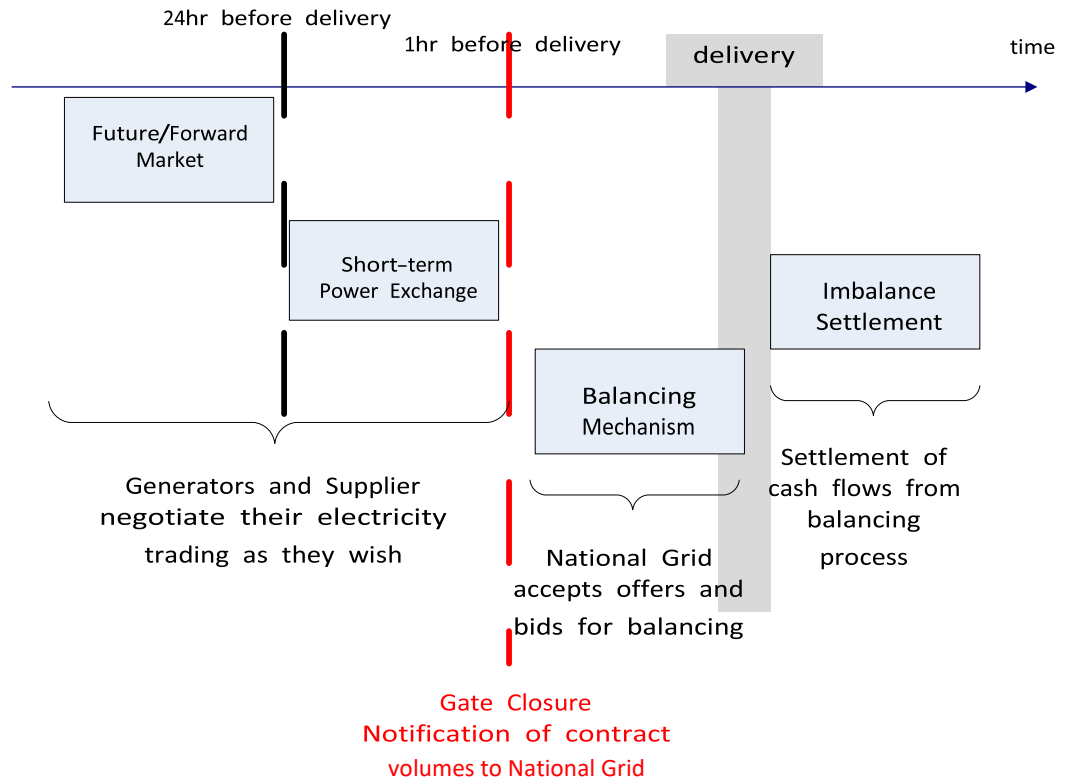 24hr before delivery
1hr before delivery
delivery
time
Future/Forward
Market
Short-term
Power Exchange
Imbalance
Settlement
Balancing
Mechanism
Generators and Supplier
negotiate their electricity
trading as they wish
National Grid
accepts offers and
bids for balancing
Settlement of
cash flows from
balancing
process
Gate Closure
Notification of contract
volumes to National Grid